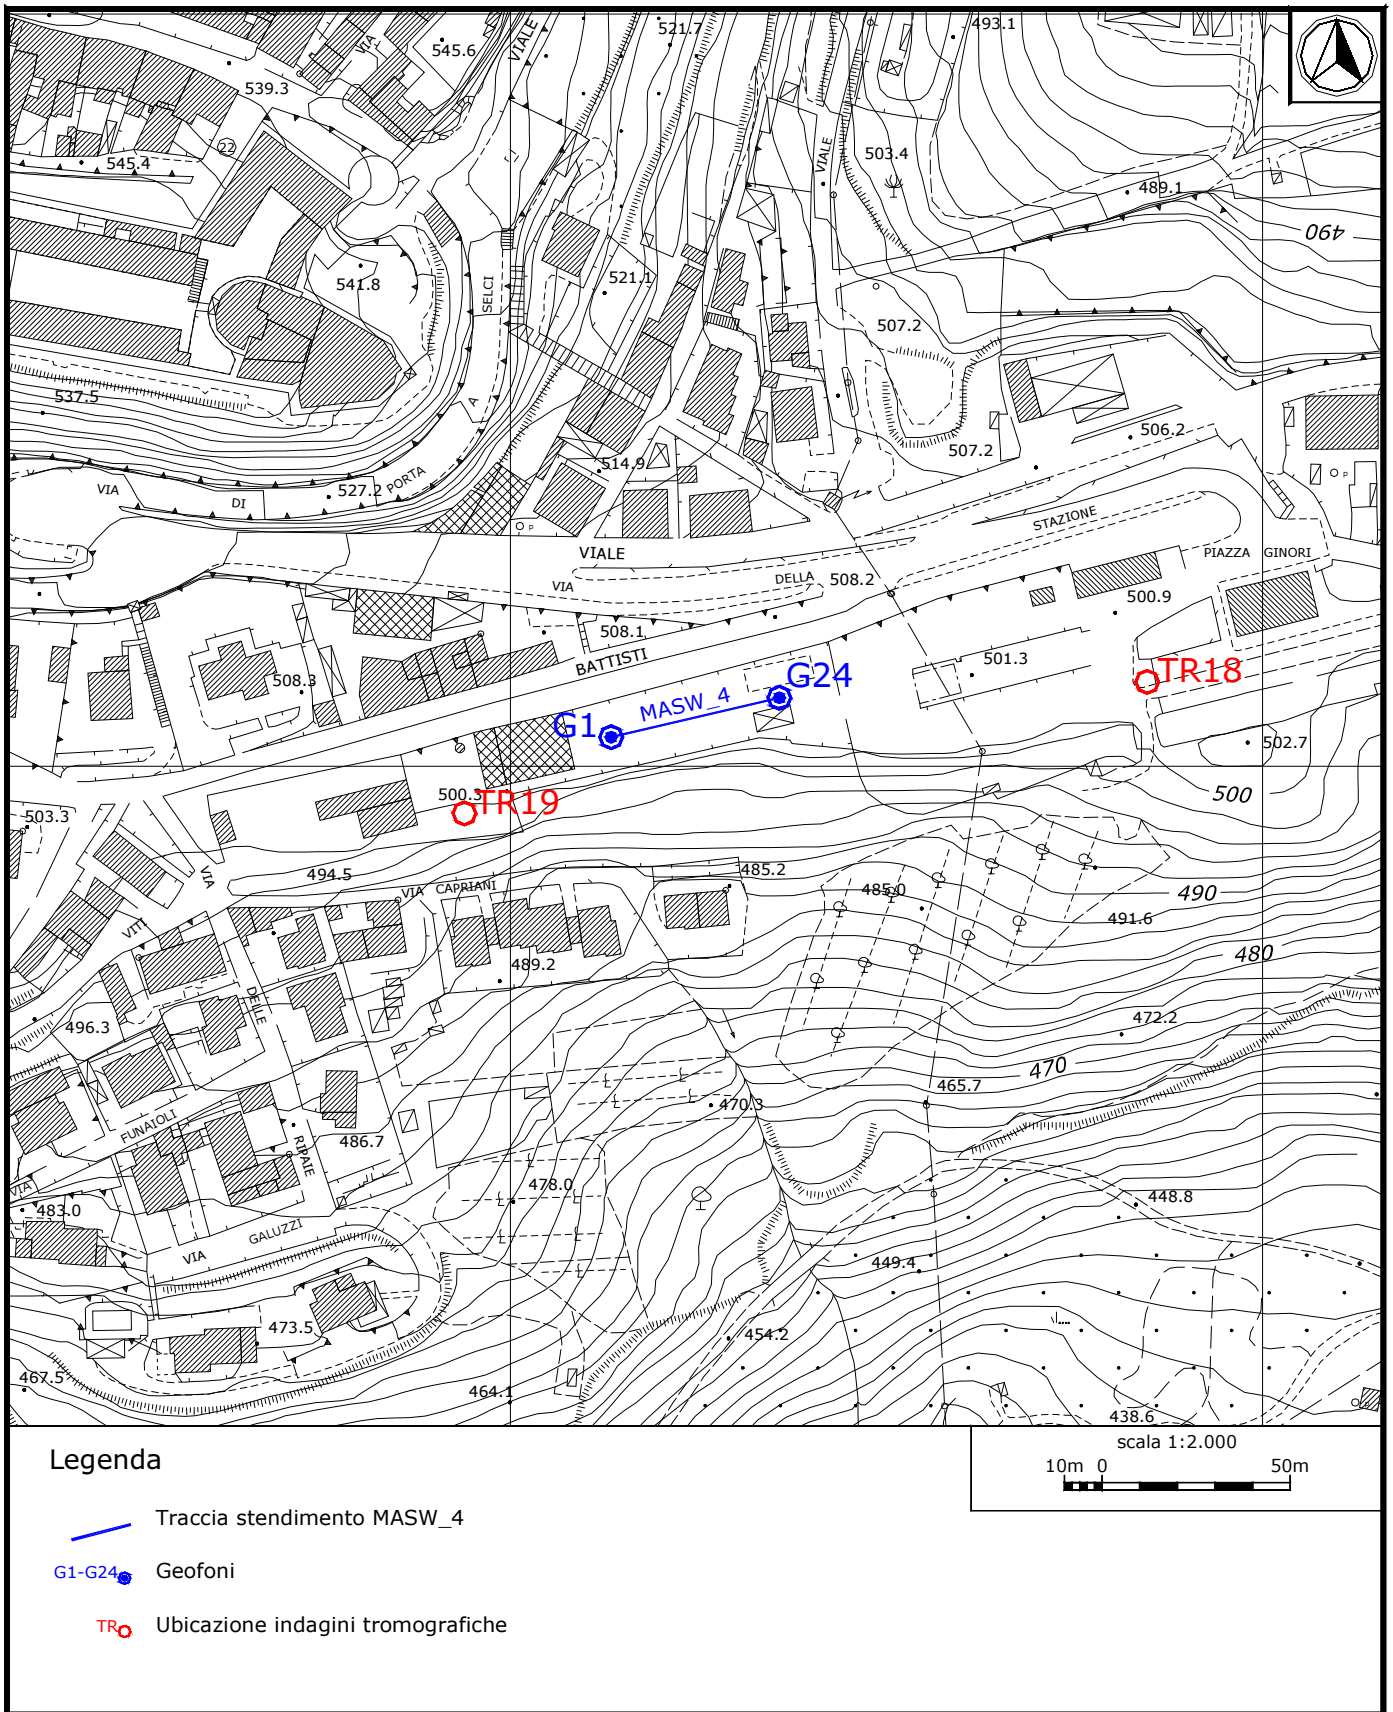 521.7
493.1
VIALE
545.6
VIA
539.3
22
545.4
503.4
VIALE
489.1
490
541.8
521.1
SELCI
507.2
537.5
A
506.2
507.2
514.9
PORTA
527.2
VIA
DI
STAZIONE
VIALE
PIAZZA GINORI
VIA
DELLA
508.2
500.9
508.1
BATTISTI
501.3
TR18
508.3
G24
MASW_4
G1
502.7
500.3
TR19
500
503.3
494.5
VIA
VIA CAPRIANI
485.2
485.0
490
491.6
VITI
489.2
480
DELLE
496.3
472.2
470
465.7
470.3
FUNAIOLI
486.7
RIPAIE
VIA
478.0
448.8
483.0
GALUZZI
VIA
449.4
473.5
454.2
467.5
464.1
438.6
P
P
P
Legenda
scala 1:2.000
10m 0 50m
Traccia stendimento MASW_4
G1-G24 Geofoni
TR Ubicazione indagini tromografiche